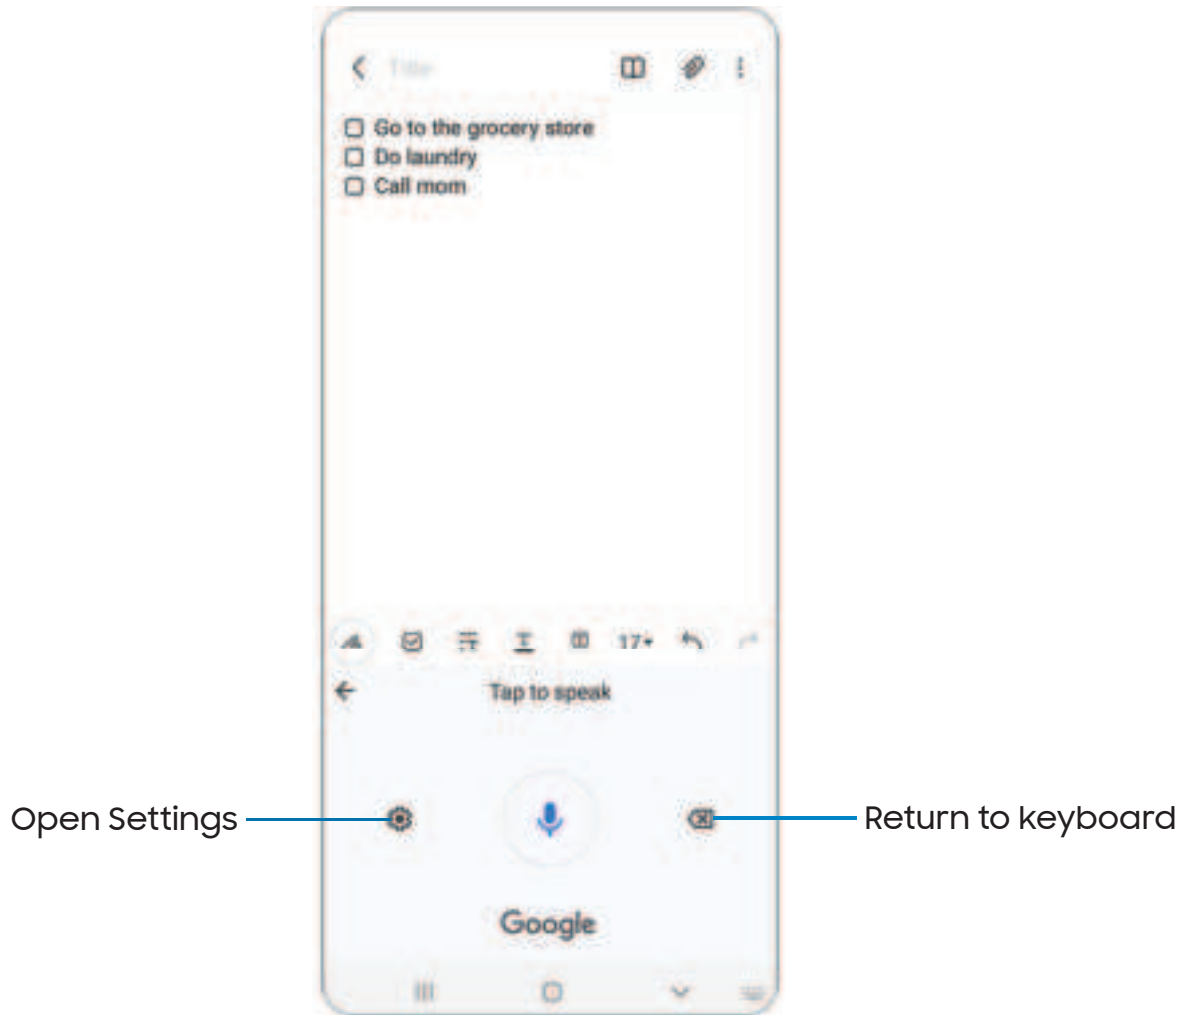 Title
Go to the grocery store
Do laundry
Call mom
17+
Tap to speak
Open Settings
Return to keyboard
Google